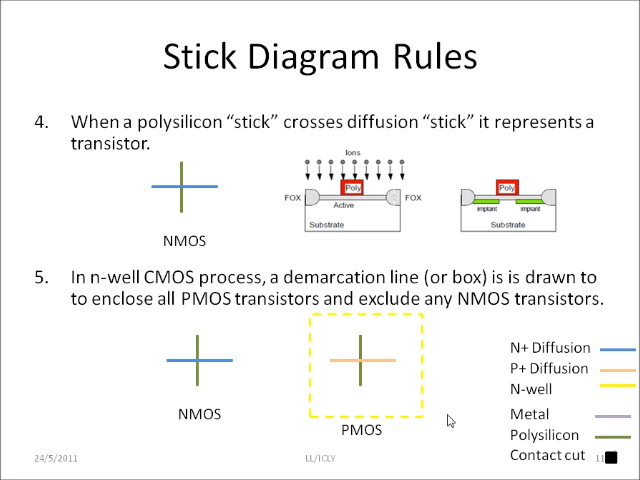 Stick Diagram Rules
4. When a polysilicon “stick” crosses diffusion “stick” it represents a
transistor.
Ions
Poly
FOX
Active
FOX
Substrate
Poly
implant
implant
Substrate
NMOS
5. In n-well CMOS process, a demarcation line (or box) is is drawn to
to enclose all PMOS transistors and exclude any NMOS transistors.
NMOS
PMOS
N+ Diffusion
P+ Diffusion
N-well
Metal
Polysilicon
Contact cut
24/5/2011
LL/ICLY